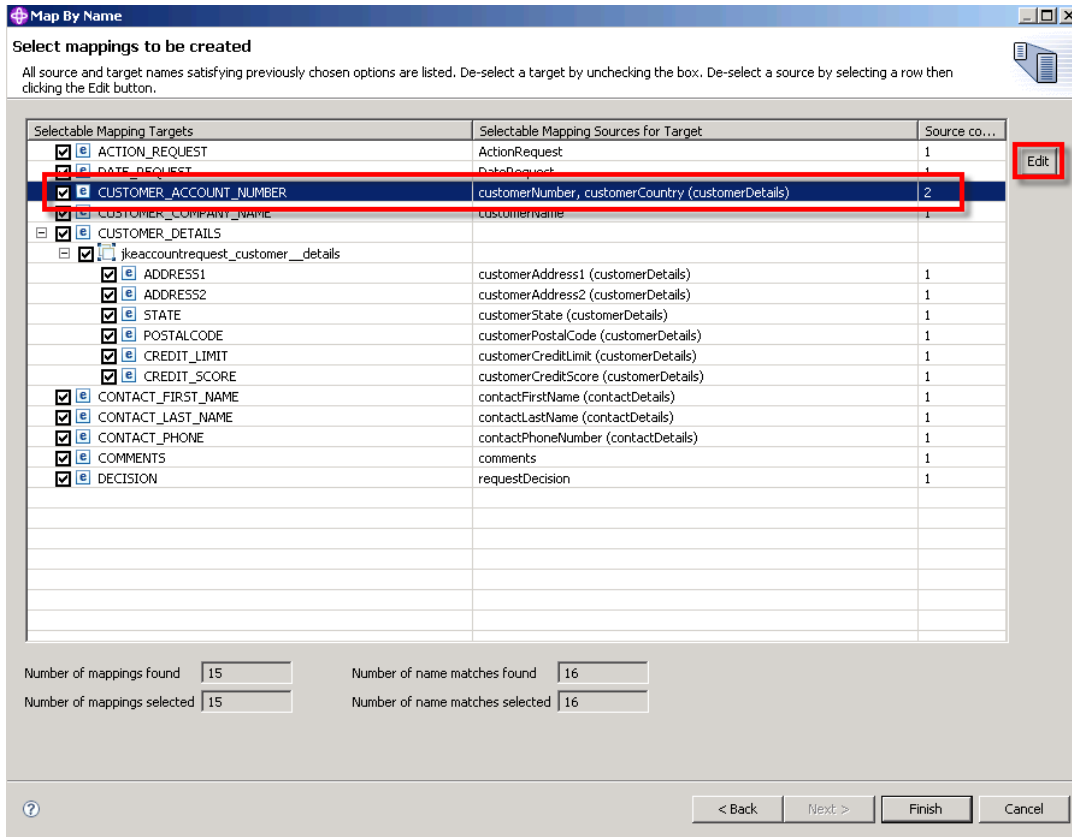 Map By Name
Select mappings to be created
All source and target names satisfying previously chosen options are listed. De-select a target by unchecking the box. De-select a source by selecting a row then
clicking the Edit button.
Selectable Mapping Targets Selectable Mapping Sources for Target Source co...
ACTION_REQUEST ActionRequest 1
Edit
DATE_REQUEST DateRequest 1
CUSTOMER_ACCOUNT_NUMBER customerNumber, customerCountry (customerDetails) 2
CUSTOMER_COMPANY_NAME customerName 1
CUSTOMER_DETAILS
jkeaccountrequest_customer__details
ADDRESS1 customerAddress1 (customerDetails) 1
ADDRESS2 customerAddress2 (customerDetails) 1
STATE customerState (customerDetails) 1
POSTALCODE customerPostalCode (customerDetails) 1
CREDIT_LIMIT customerCreditLimit (customerDetails) 1
CREDIT_SCORE customerCreditScore (customerDetails) 1
CONTACT_FIRST_NAME contactFirstName (contactDetails) 1
CONTACT_LAST_NAME contactLastName (contactDetails) 1
CONTACT_PHONE contactPhoneNumber (contactDetails) 1
COMMENTS comments 1
DECISION requestDecision 1
Number of mappings found 15 Number of name matches found 16
Number of mappings selected 15 Number of name matches selected 16
? < Back Next > Finish Cancel